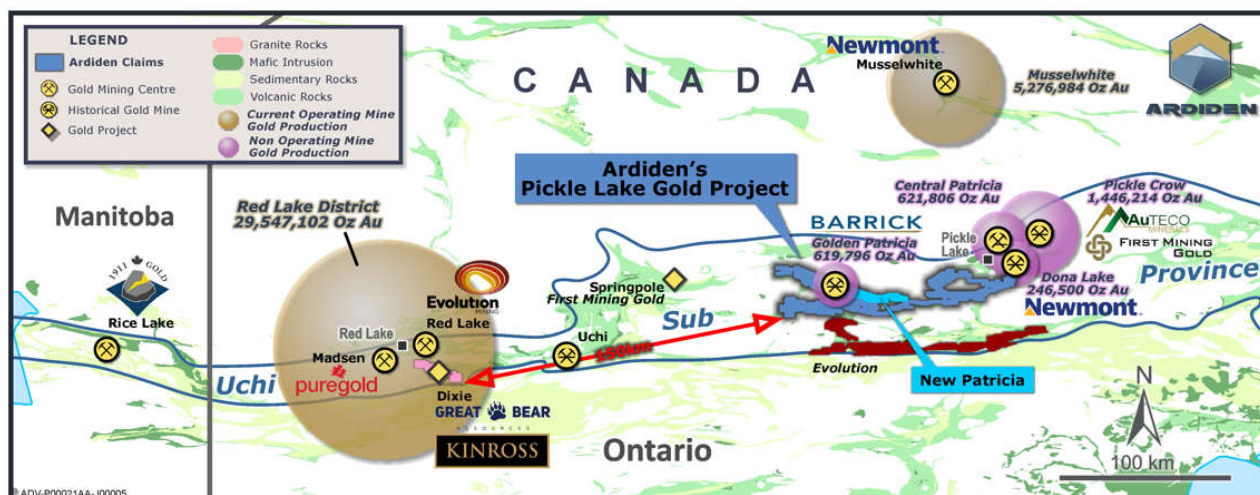 LEGEND
Ardiden Claims
Gold Mining Centre
Historical Gold Mine
Gold Project
Granite Rocks
Mafic Intrusion
Sedimentary Rocks
Volcanic Rocks
Current Operating Mine
Gold Production
Non Operating Mine
Gold Production
CANADA
Newmont
Musselwhite
Musselwhite
5,276,984 Oz Au
ARDIDEN
Manitoba
Red Lake District
29,547,102 Oz Au
Ardiden's
Pickle Lake Gold Project
Central Patricia
621,806 Oz Au
Pickle Crow
1,446,214 Oz Au
AuTECO
MINERALS
FIRST MINING
GOLD
BARRICK
Golden Patricia
619,796 Oz Au
Pickle
Lake
Dona Lake
246,500 Oz Au
Newmont
Province
1911 GOLD
Rice Lake
Evolution
MINING
Springpole
First Mining Gold
Sub
Red Lake
Red Lake
Madsen
puregold
Uchi
150km
Uchi
Dixie
GREAT BEAR
RESOURCES
KINROSS
Evolution
New Patricia
Ontario
N
100 km
ADV-P00021AA-J00005